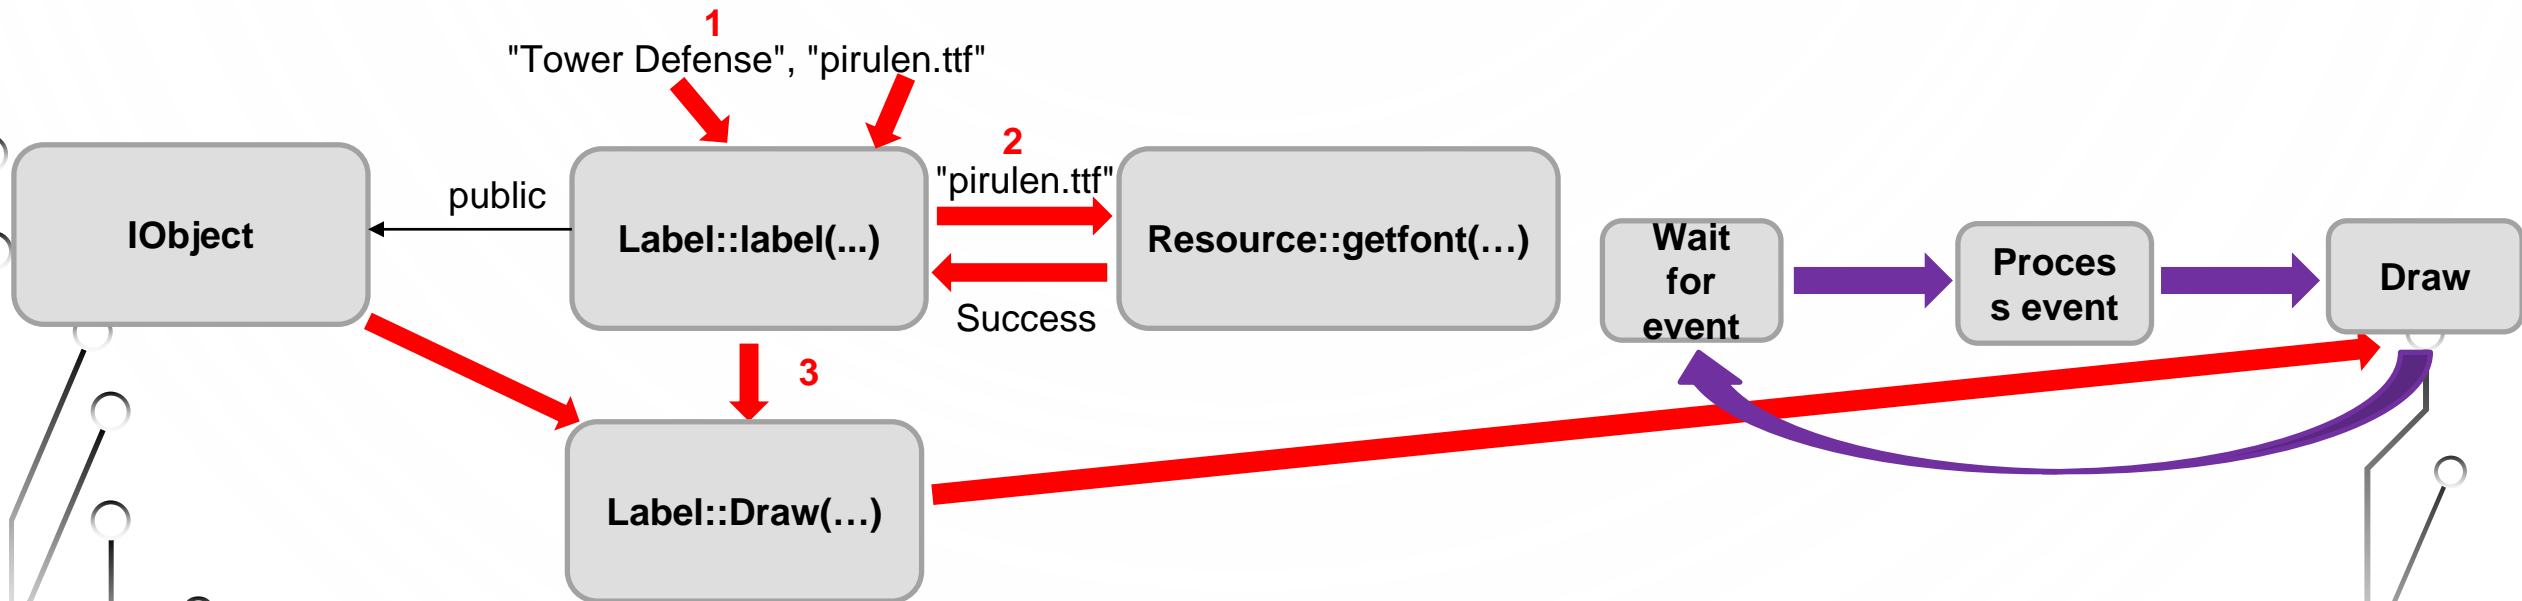 1
"Tower Defense", "pirulen.ttf"
2
"pirulen.ttf"
public
IObject
Label::label(...)
Resource::getfont(…)
Success
Wait
for
event
Proces
s event
Draw
3
Label::Draw(…)